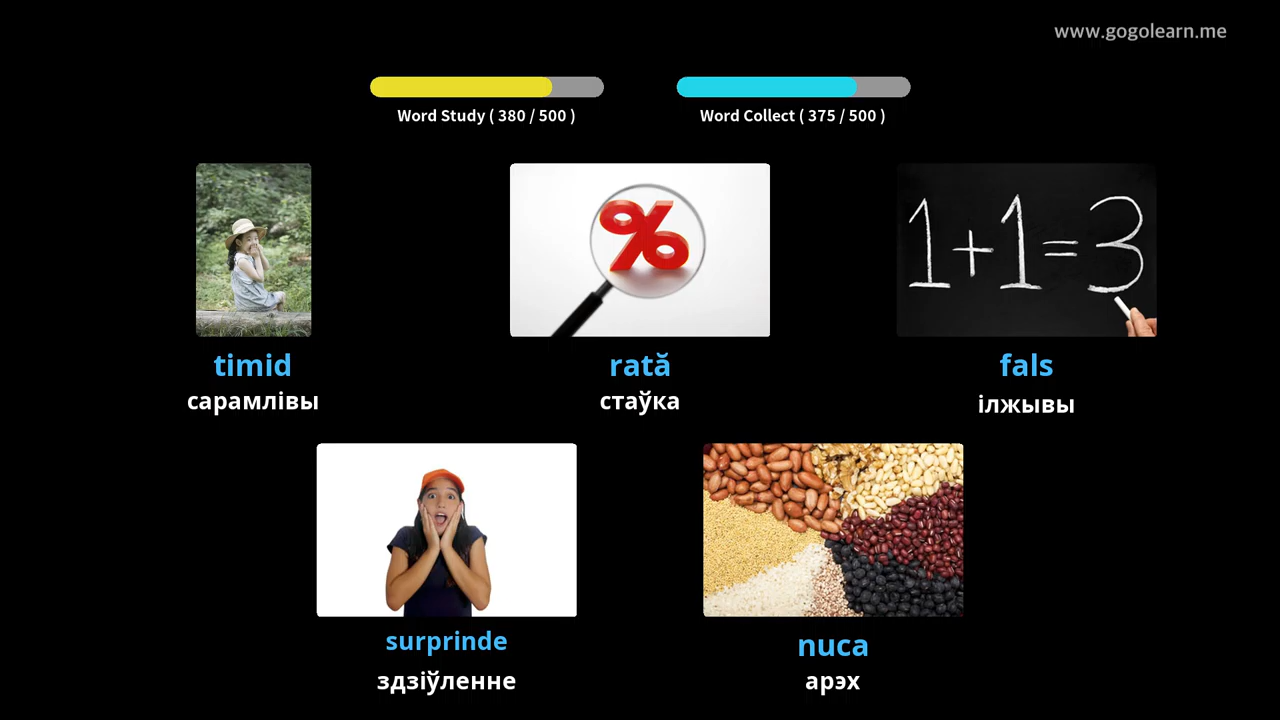 www.gogolearn.me
Word Study ( 380 / 500 )
Word Collect ( 375 / 500 )
%
1+1=3
timid
сарамлівы
rată
стаўка
fals
ілжывы
surprinde
здзіўленне
nuca
арэх